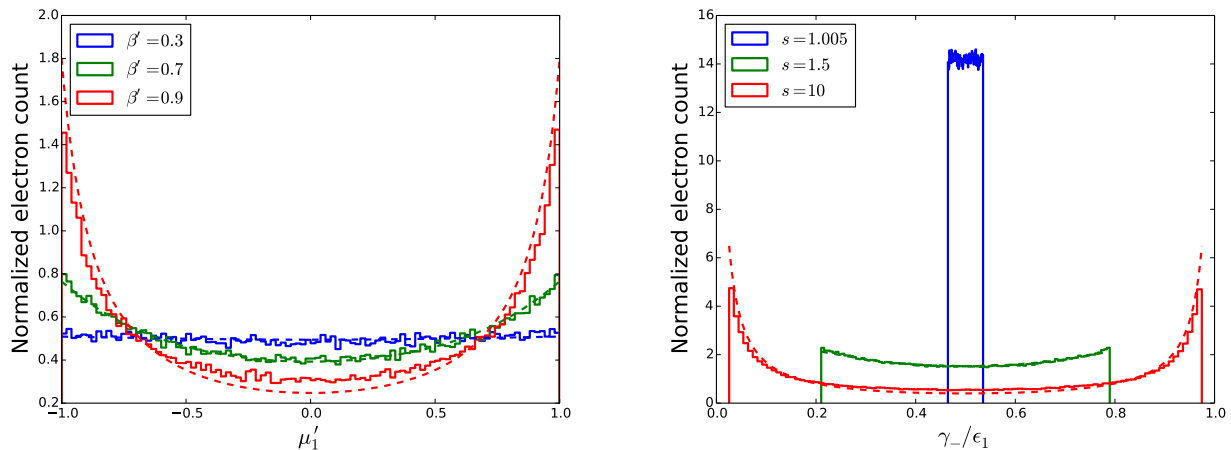 2.0
1.8
1.6
1.4
1.2
1.0
0.8
0.6
0.4
0.2
−1.0 −0.5 0.0 0.5 1.0
Normalized electron count
μ′₁
β′ = 0.3
β′ = 0.7
β′ = 0.9
16
14
12
10
8
6
4
2
0
0.0 0.2 0.4 0.6 0.8 1.0
Normalized electron count
γ₋/ϵ₁
s = 1.005
s = 1.5
s = 10